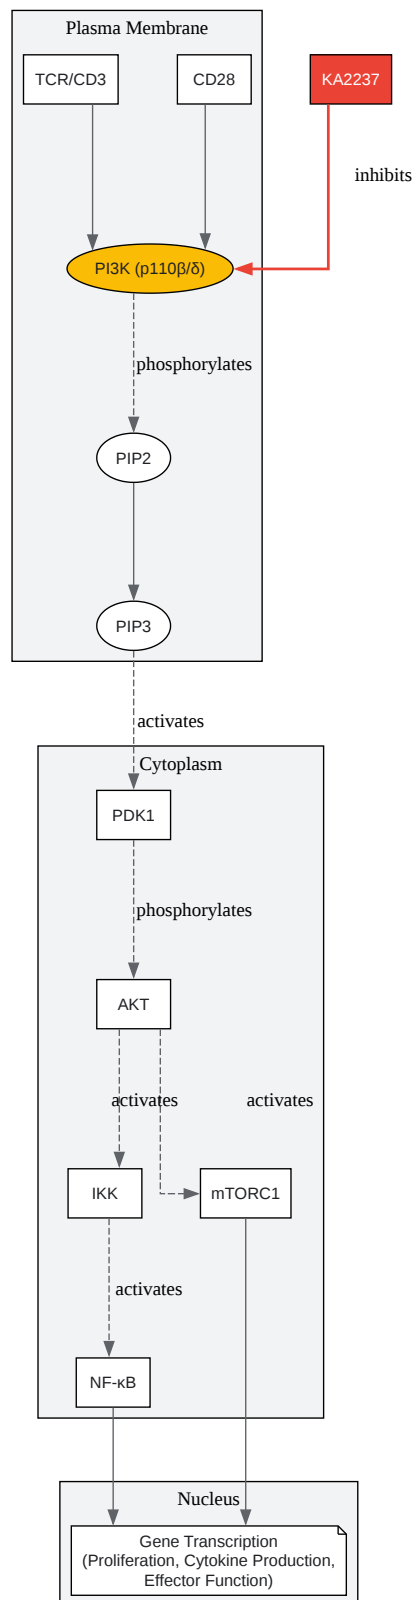 Plasma Membrane
TCR/CD3
CD28
KA2237
inhibits
PI3K (p110β/δ)
phosphorylates
PIP2
PIP3
activates
Cytoplasm
PDK1
phosphorylates
AKT
activates
activates
IKK
mTORC1
activates
NF-κB
Nucleus
Gene Transcription
(Proliferation, Cytokine Production,
Effector Function)